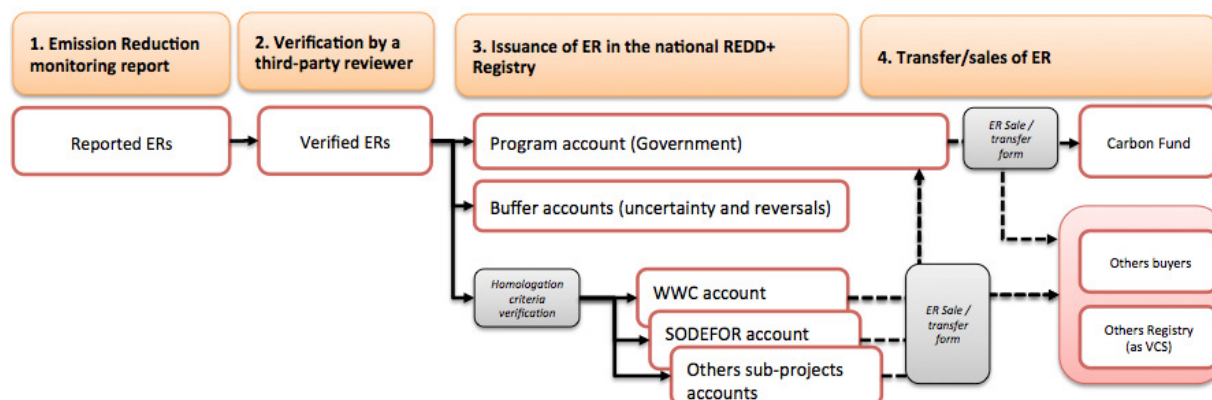 1. Emission Reduction
monitoring report
2. Verification by a
third-party reviewer
3. Issuance of ER in the national REDD+
Registry
4. Transfer/sales of ER
Reported ERs
Verified ERs
Program account (Government)
ER Sale /
transfer
form
Carbon Fund
Buffer accounts (uncertainty and reversals)
Homologation
criteria
verification
WWC account
SODEFOR account
Others sub-projects
accounts
ER Sale /
transfer
form
Others buyers
Others Registry
(as VCS)